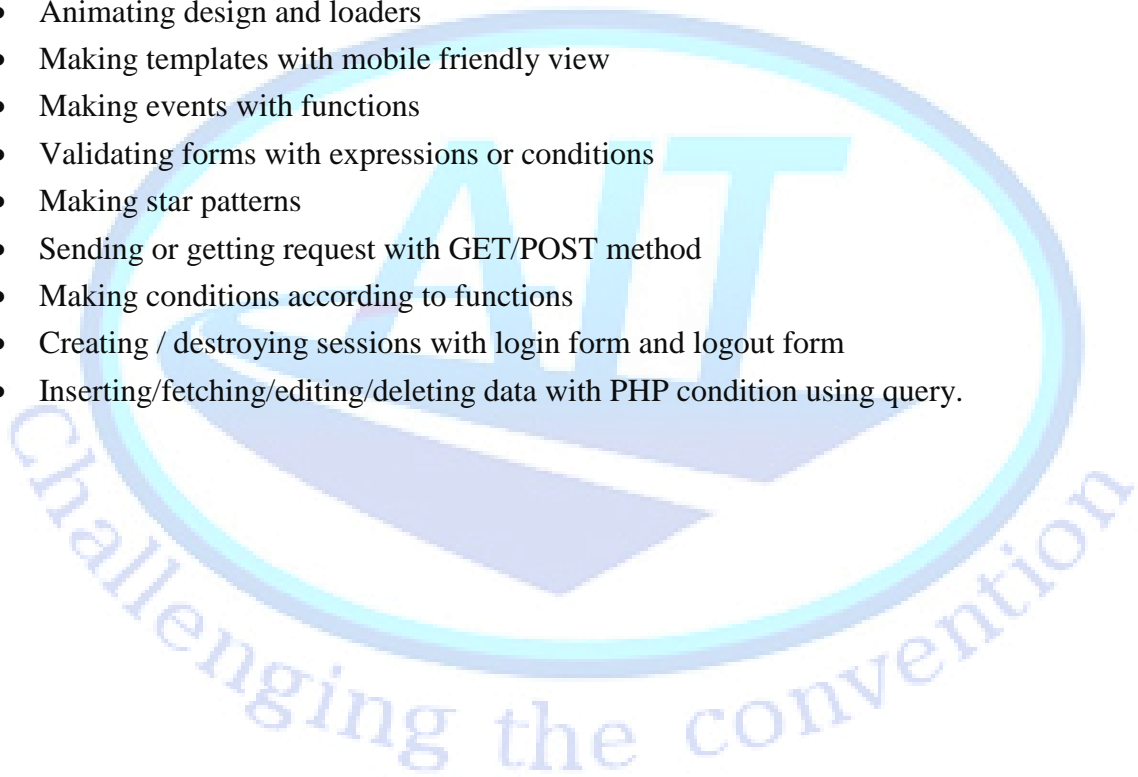 • Animating design and loaders
• Making templates with mobile friendly view
• Making events with functions
• Validating forms with expressions or conditions
• Making star patterns
• Sending or getting request with GET/POST method
• Making conditions according to functions
• Creating / destroying sessions with login form and logout form
• Inserting/fetching/editing/deleting data with PHP condition using query.
AIT
Challenging the convention